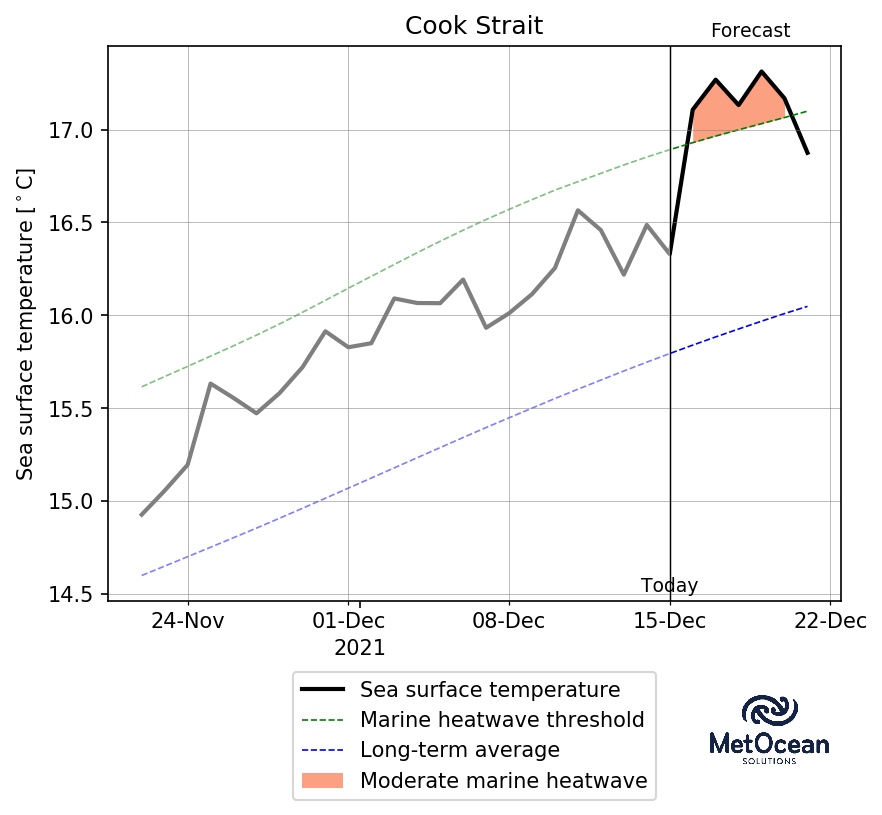 Cook Strait
Forecast
Sea surface temperature [°C]
17.0
16.5
16.0
15.5
15.0
14.5
Today
24-Nov 01-Dec 08-Dec 15-Dec 22-Dec
2021
Sea surface temperature
Marine heatwave threshold
Long-term average
Moderate marine heatwave
MetOcean
SOLUTIONS